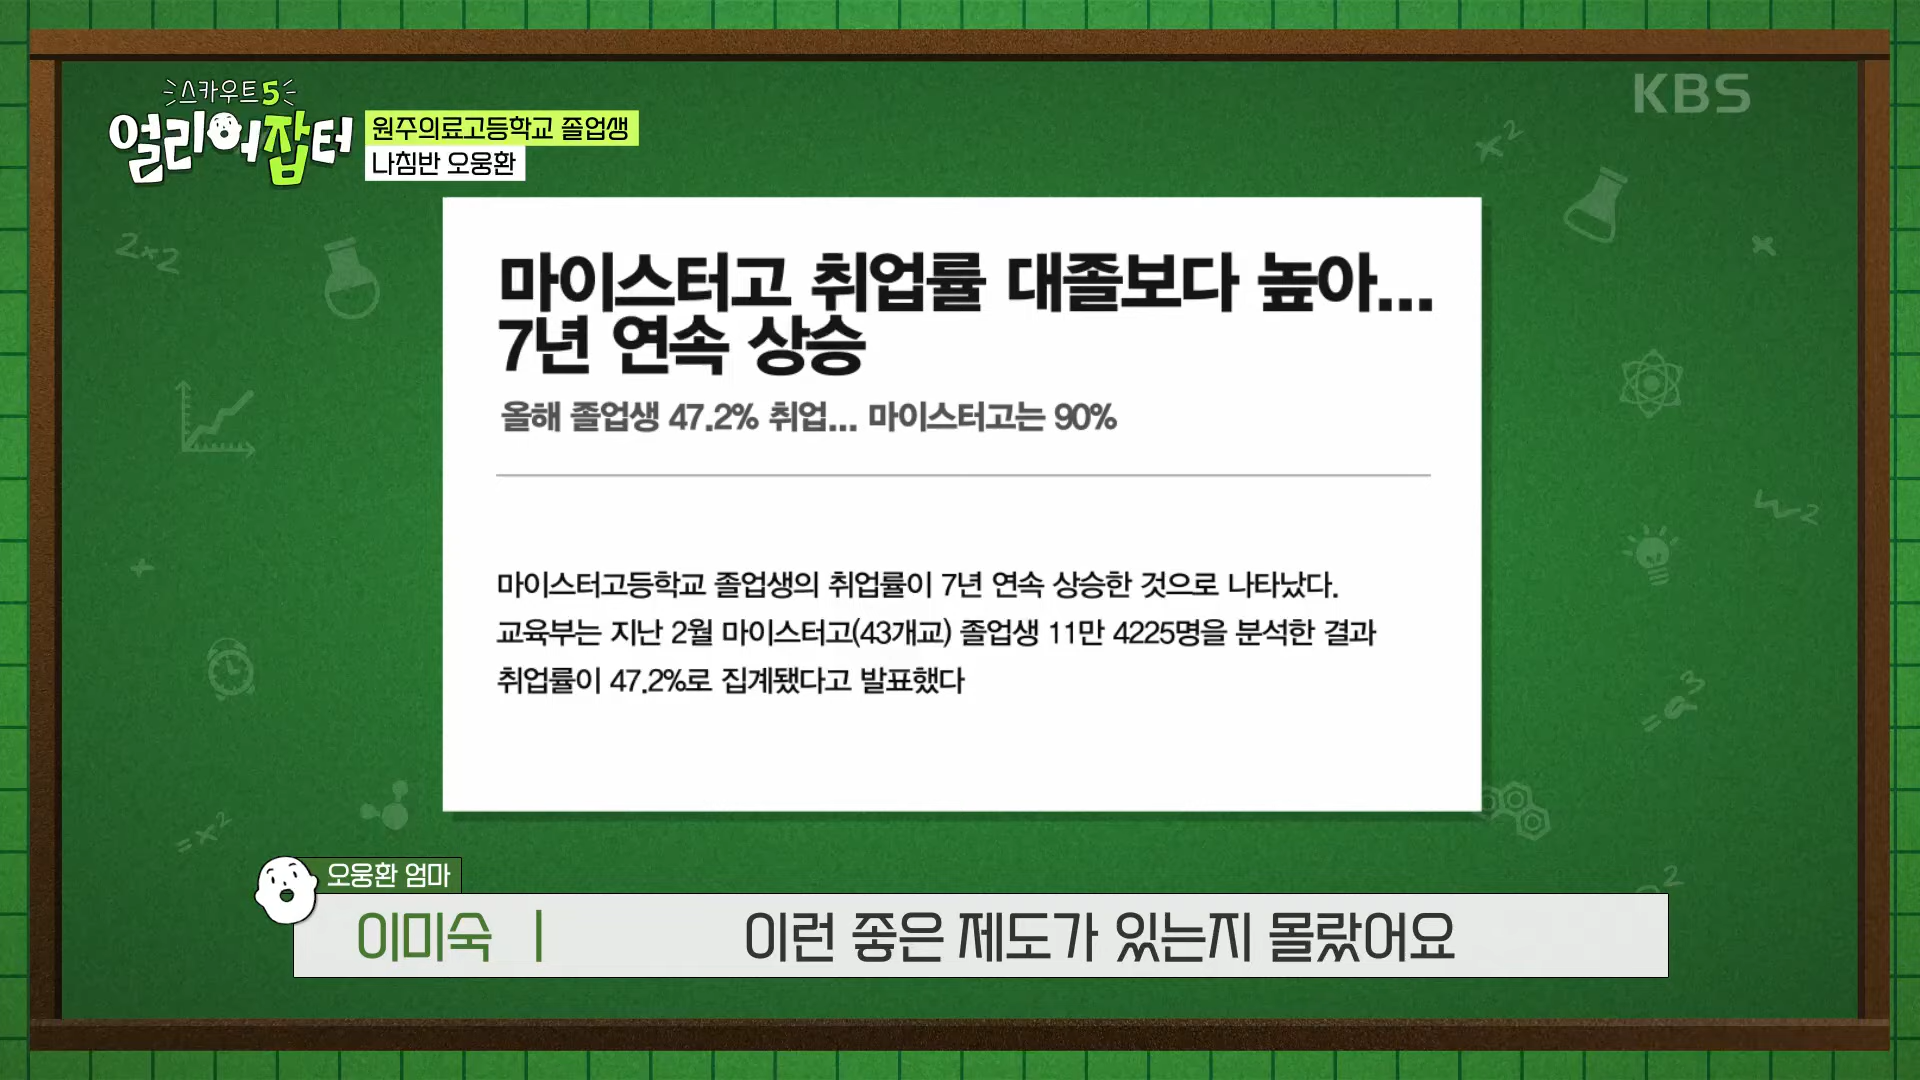 스카우트5
얼리어잡터
원주의료고등학교 졸업생
나침반 오웅환
KBS
마이스터고 취업률 대졸보다 높아...
7년 연속 상승
올해 졸업생 47.2% 취업... 마이스터고는 90%
마이스터고등학교 졸업생의 취업률이 7년 연속 상승한 것으로 나타났다.
교육부는 지난 2월 마이스터고(43개교) 졸업생 11만 4225명을 분석한 결과
취업률이 47.2%로 집계됐다고 발표했다
오웅환 엄마
이미숙 | 이런 좋은 제도가 있는지 몰랐어요